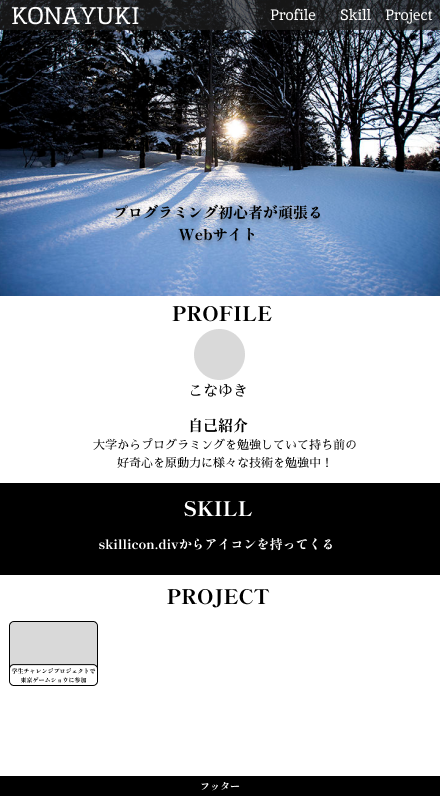 KONAYUKI
Profile Skill Project
プログラミング初心者が頑張る
Webサイト
PROFILE
こなゆき
自己紹介
大学からプログラミングを勉強していて持ち前の
好奇心を原動力に様々な技術を勉強中！
SKILL
skillicon.divからアイコンを持ってくる
PROJECT
学生チャレンジプロジェクトで
東京ゲームショウに参加
フッター